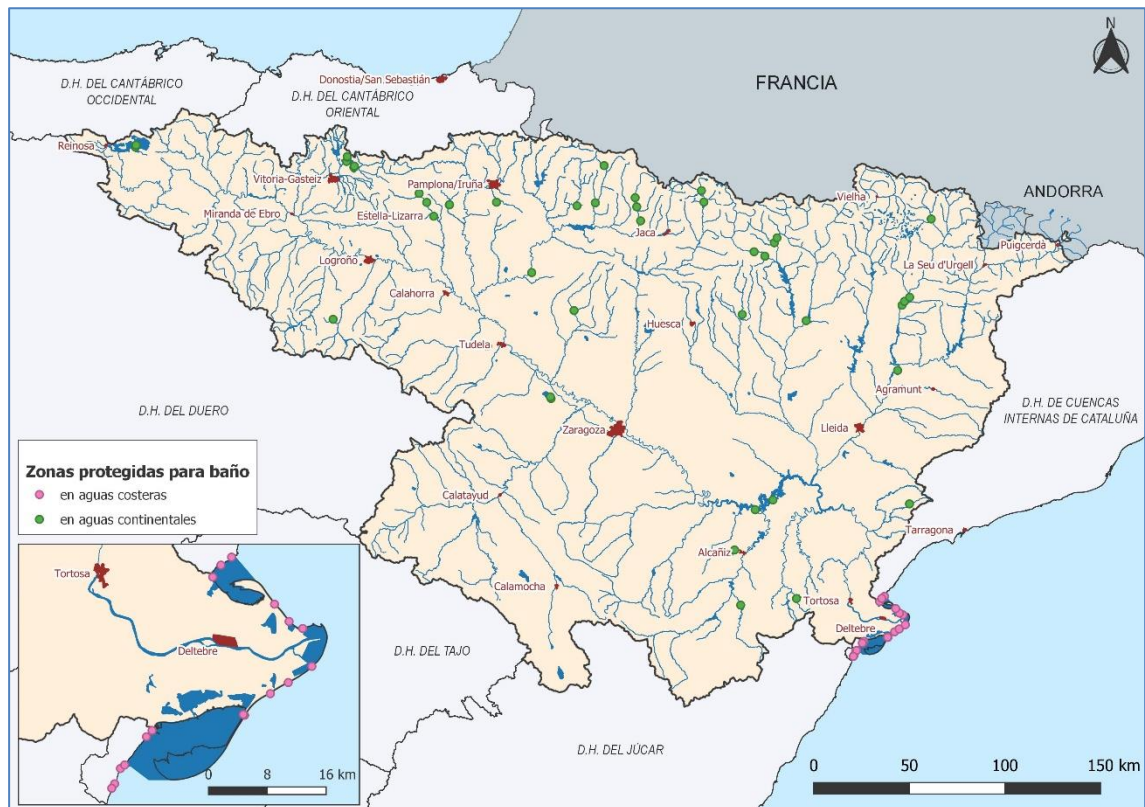 N
D.H. DEL CANTÁBRICO
OCCIDENTAL
Donostia/San Sebastián
D.H. DEL CANTÁBRICO
ORIENTAL
FRANCIA
Reinosa
Vitoria-Gasteiz
Pamplona/Iruña
Vielha
ANDORRA
Miranda de Ebro
Estella-Lizarra
Jaca
Puigcerdá
La Seu d'Urgell
Logroño
Calahorra
Huesca
Tudela
Agramunt
D.H. DEL DUERO
D.H. DE CUENCAS
INTERNAS DE CATALUÑA
Zaragoza
Lleida
Zonas protegidas para baño
en aguas costeras
en aguas continentales
Calatayud
Tarragona
Alcañiz
Calamocha
Tortosa
Deltebre
Tortosa
Deltebre
D.H. DEL TAJO
D.H. DEL JÚCAR
0 8 16 km
0 50 100 150 km